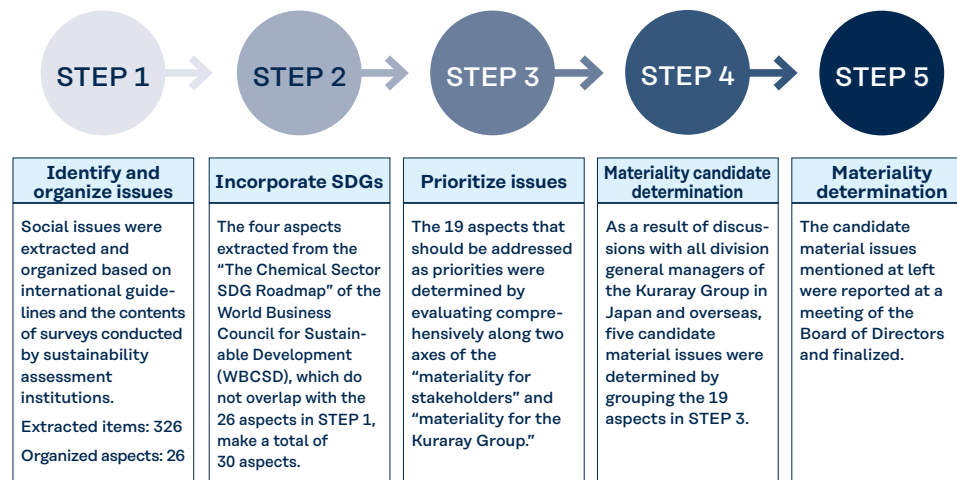 STEP 1
STEP 2
STEP 3
STEP 4
STEP 5
Identify and
organize issues
Social issues were
extracted and
organized based on
international guide-
lines and the contents
of surveys conducted
by sustainability
assessment
institutions.
Extracted items: 326
Organized aspects: 26
Incorporate SDGs
The four aspects
extracted from the
“The Chemical Sector
SDG Roadmap” of the
World Business
Council for Sustain-
able Development
(WBCSD), which do
not overlap with the
26 aspects in STEP 1,
make a total of
30 aspects.
Prioritize issues
The 19 aspects that
should be addressed
as priorities were
determined by
evaluating compre-
hensively along two
axes of the
“materiality for
stakeholders” and
“materiality for the
Kuraray Group.”
Materiality candidate
determination
As a result of discus-
sions with all division
general managers of
the Kuraray Group in
Japan and overseas,
five candidate
material issues were
determined by
grouping the 19
aspects in STEP 3.
Materiality
determination
The candidate
material issues
mentioned at left
were reported at a
meeting of the
Board of Directors
and finalized.